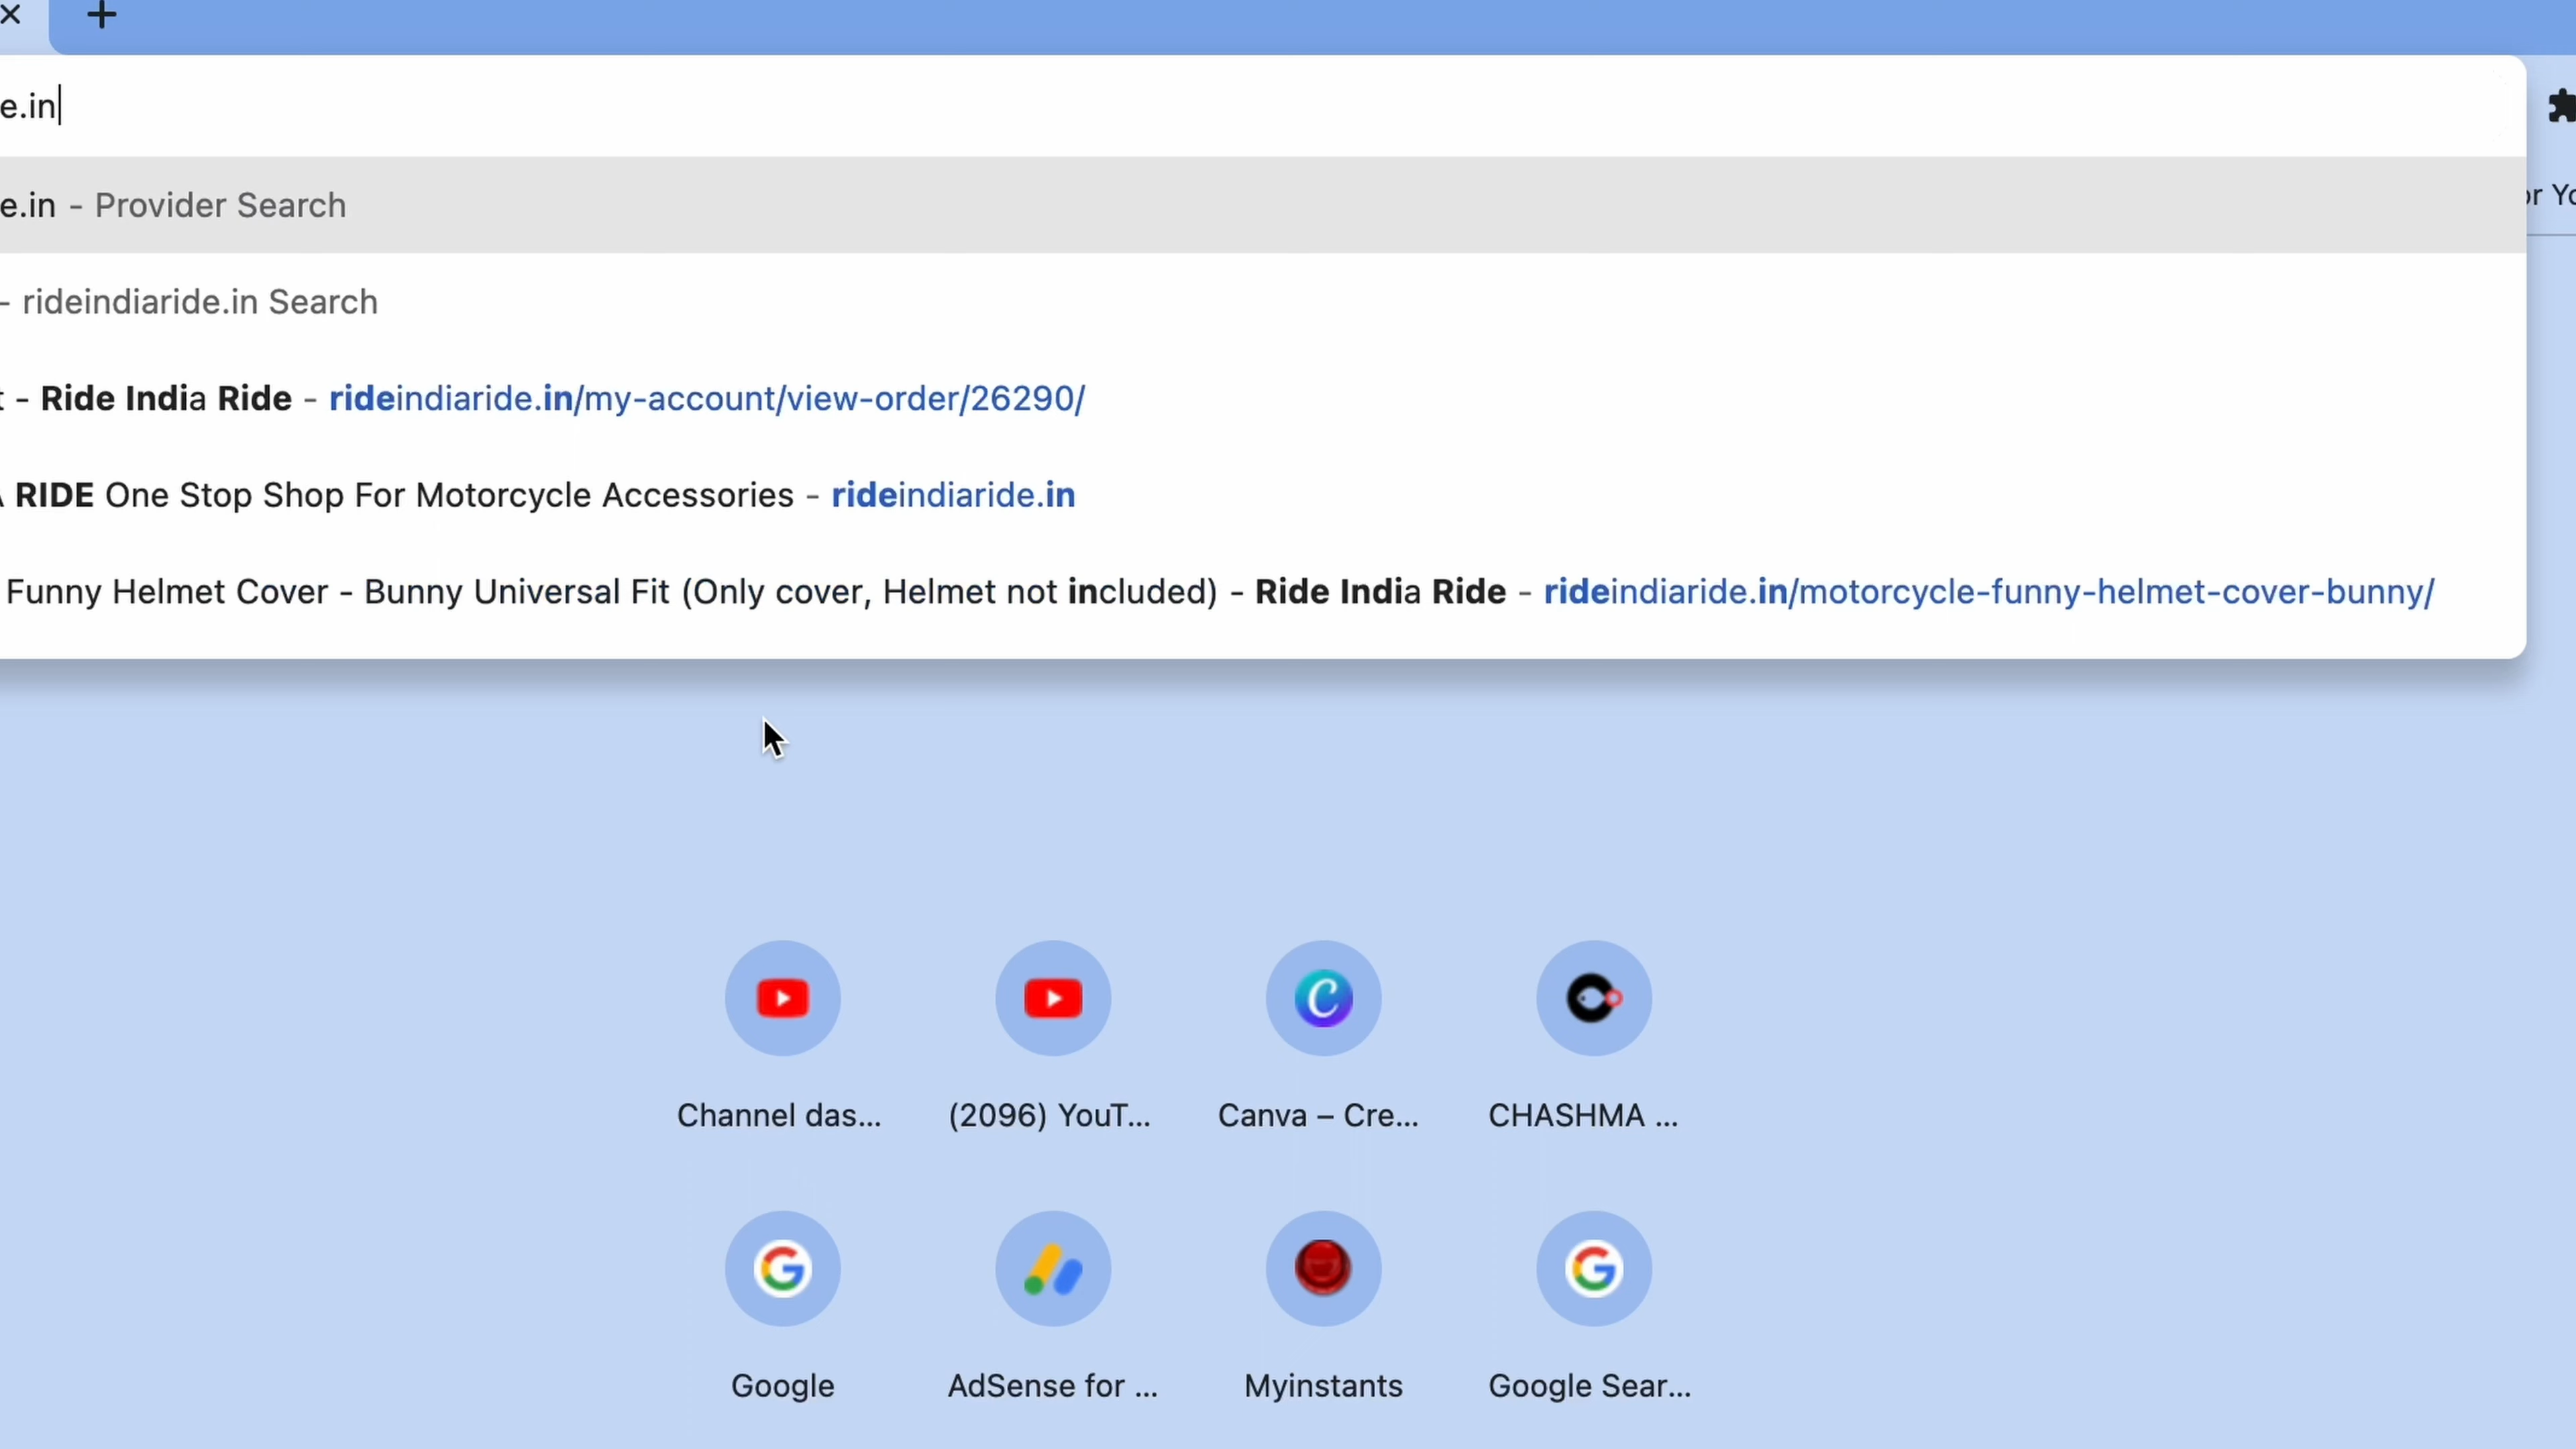 e.in
or Yo
e.in - Provider Search
- rideindiaride.in Search
t - Ride India Ride - rideindiaride.in/my-account/view-order/26290/
A RIDE One Stop Shop For Motorcycle Accessories - rideindiaride.in
Funny Helmet Cover - Bunny Universal Fit (Only cover, Helmet not included) - Ride India Ride - rideindiaride.in/motorcycle-funny-helmet-cover-bunny/
Channel das...
(2096) YouT...
Canva – Cre...
CHASHMA ...
Google
AdSense for ...
Myinstants
Google Sear...